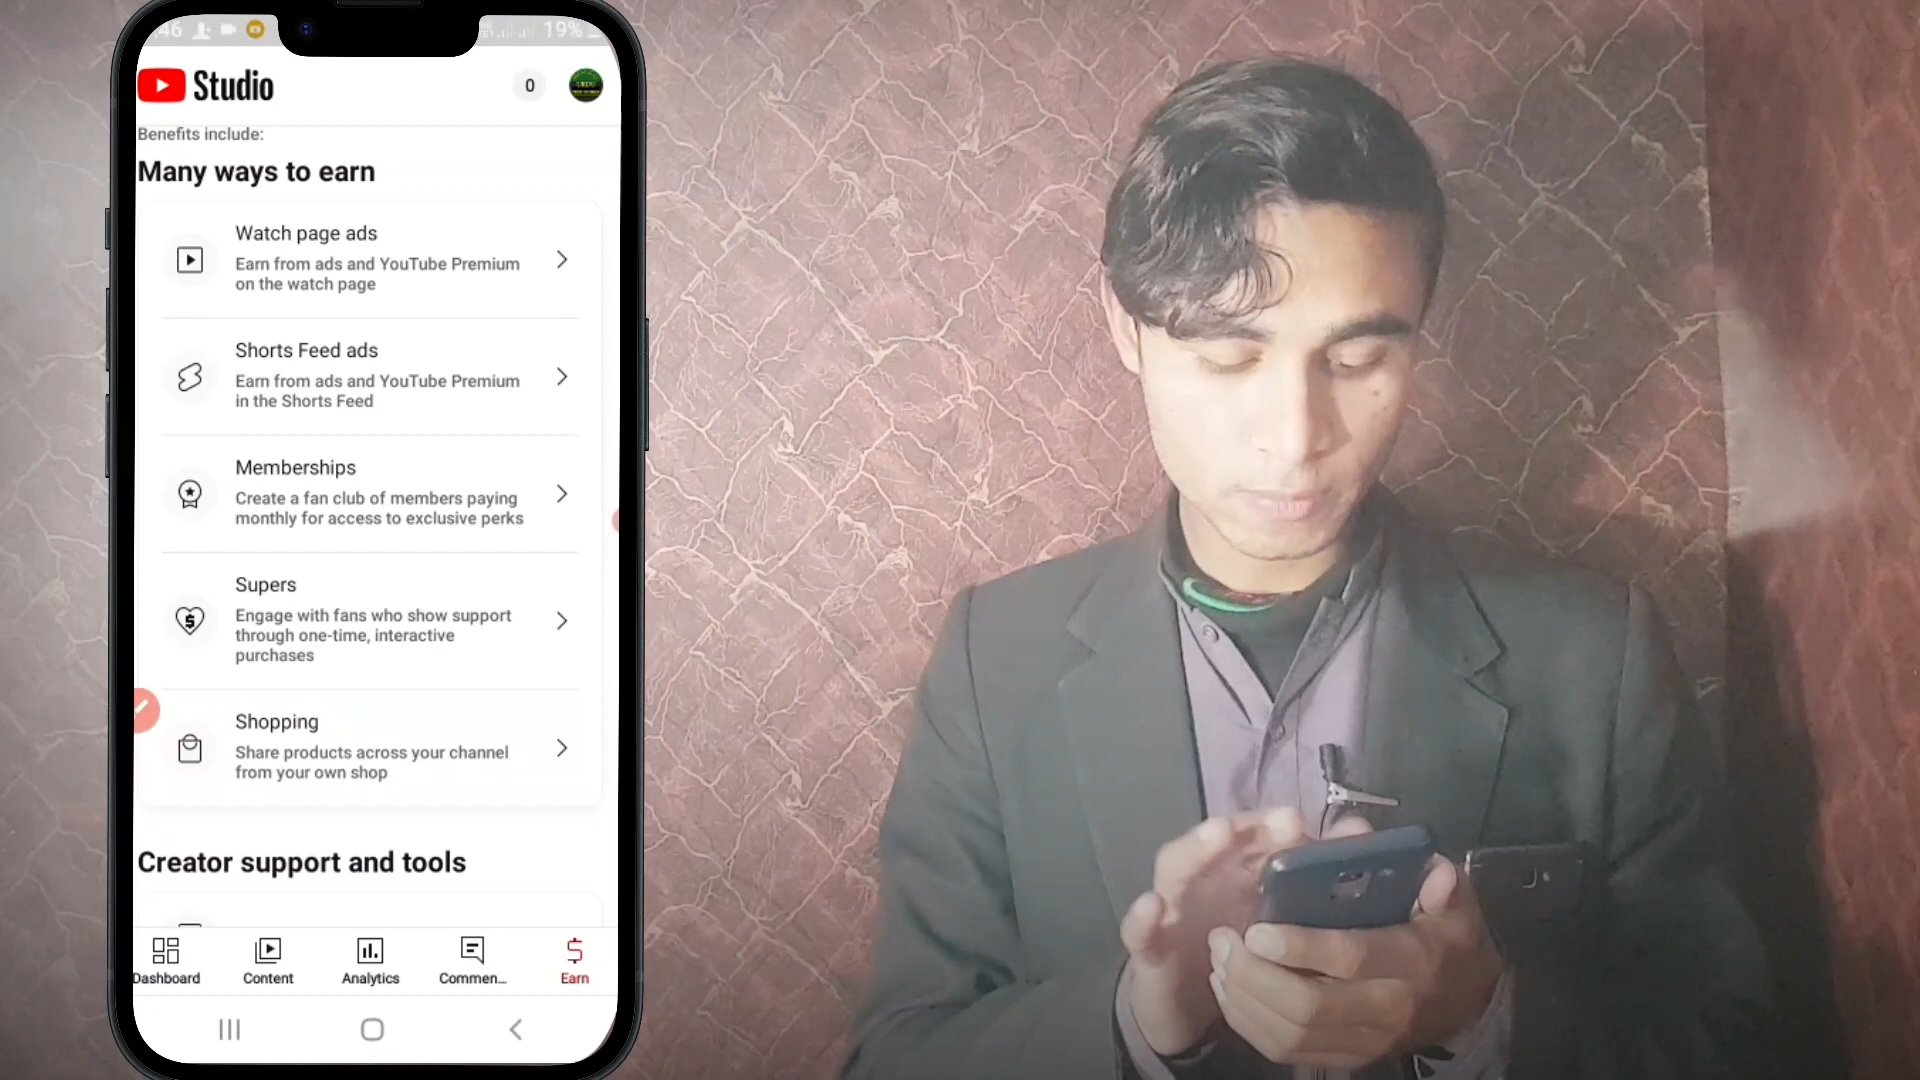 46
19%
Studio
0
URDU
Benefits include:
Many ways to earn
Watch page ads
Earn from ads and YouTube Premium
on the watch page
Shorts Feed ads
Earn from ads and YouTube Premium
in the Shorts Feed
Memberships
Create a fan club of members paying
monthly for access to exclusive perks
Supers
Engage with fans who show support
through one-time, interactive
purchases
Shopping
Share products across your channel
from your own shop
Creator support and tools
Dashboard
Content
Analytics
Commen...
Earn